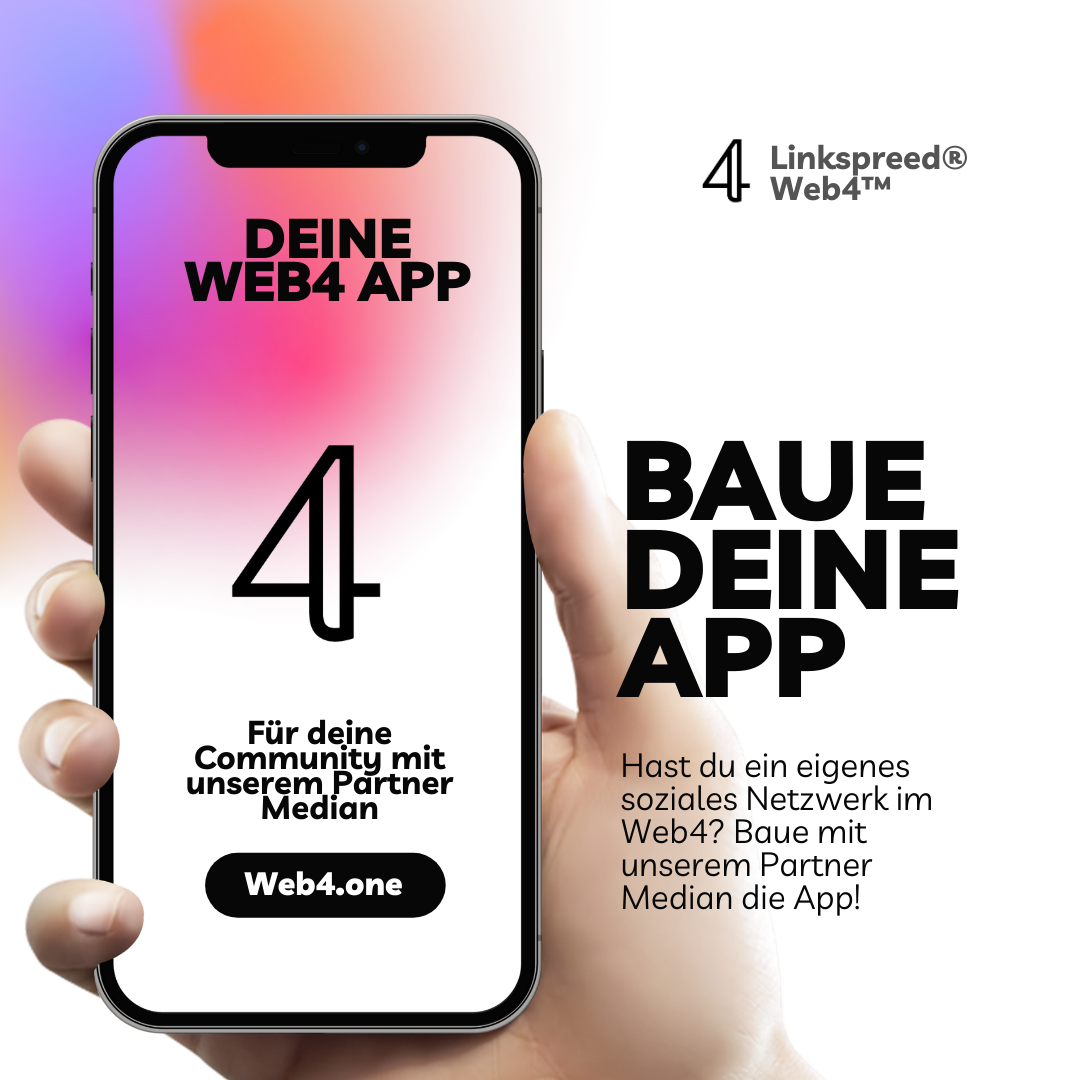 Linkspreed®
Web4™
DEINE
WEB4 APP
4
Für deine
Community mit
unserem Partner
Median
Web4.one
BAUE
DEINE
APP
Hast du ein eigenes
soziales Netzwerk im
Web4? Baue mit
unserem Partner
Median die App!